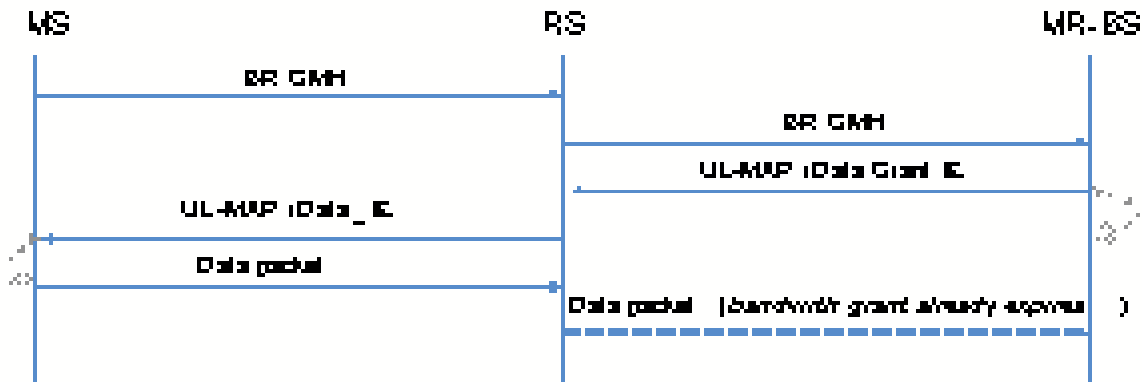 MS RS MR-BS
BR GMH
BR GMH
UL-MAP (Data Grant IE
UL-MAP (Data_IE
Data packet
Data packet (bandwidth grant already expires )